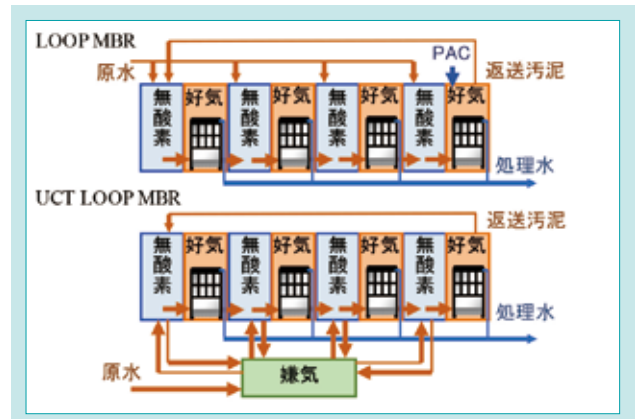 LOOP MBR
PAC
原水
返送汚泥
無酸素 好気 無酸素 好気 無酸素 好気 無酸素 好気
処理水
UCT LOOP MBR
返送汚泥
無酸素 好気 無酸素 好気 無酸素 好気 無酸素 好気
処理水
原水
嫌気